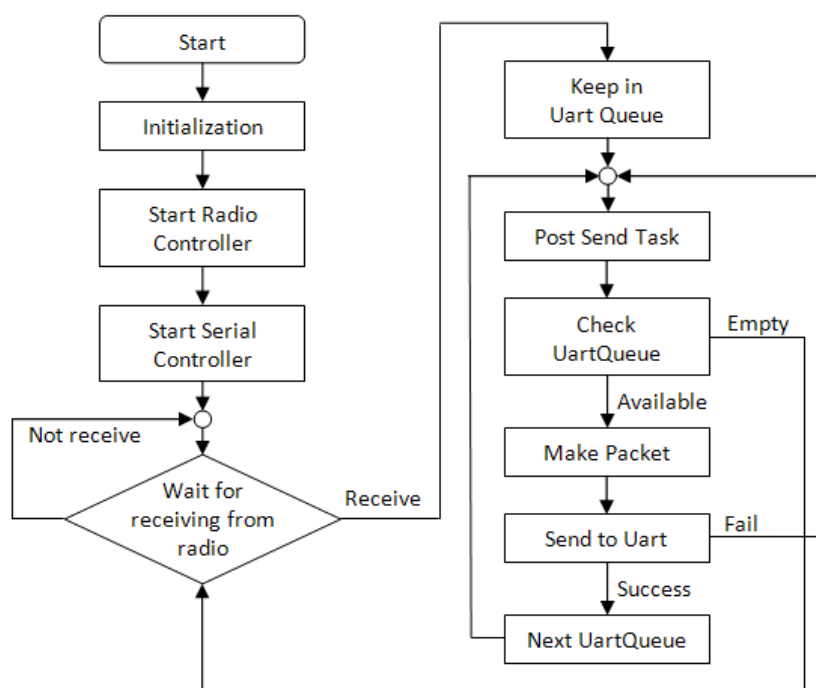 Start
Initialization
Start Radio
Controller
Start Serial
Controller
Not receive
Wait for
receiving from
radio
Receive
Keep in
Uart Queue
Post Send Task
Check
UartQueue
Empty
Available
Make Packet
Send to Uart
Fail
Success
Next UartQueue